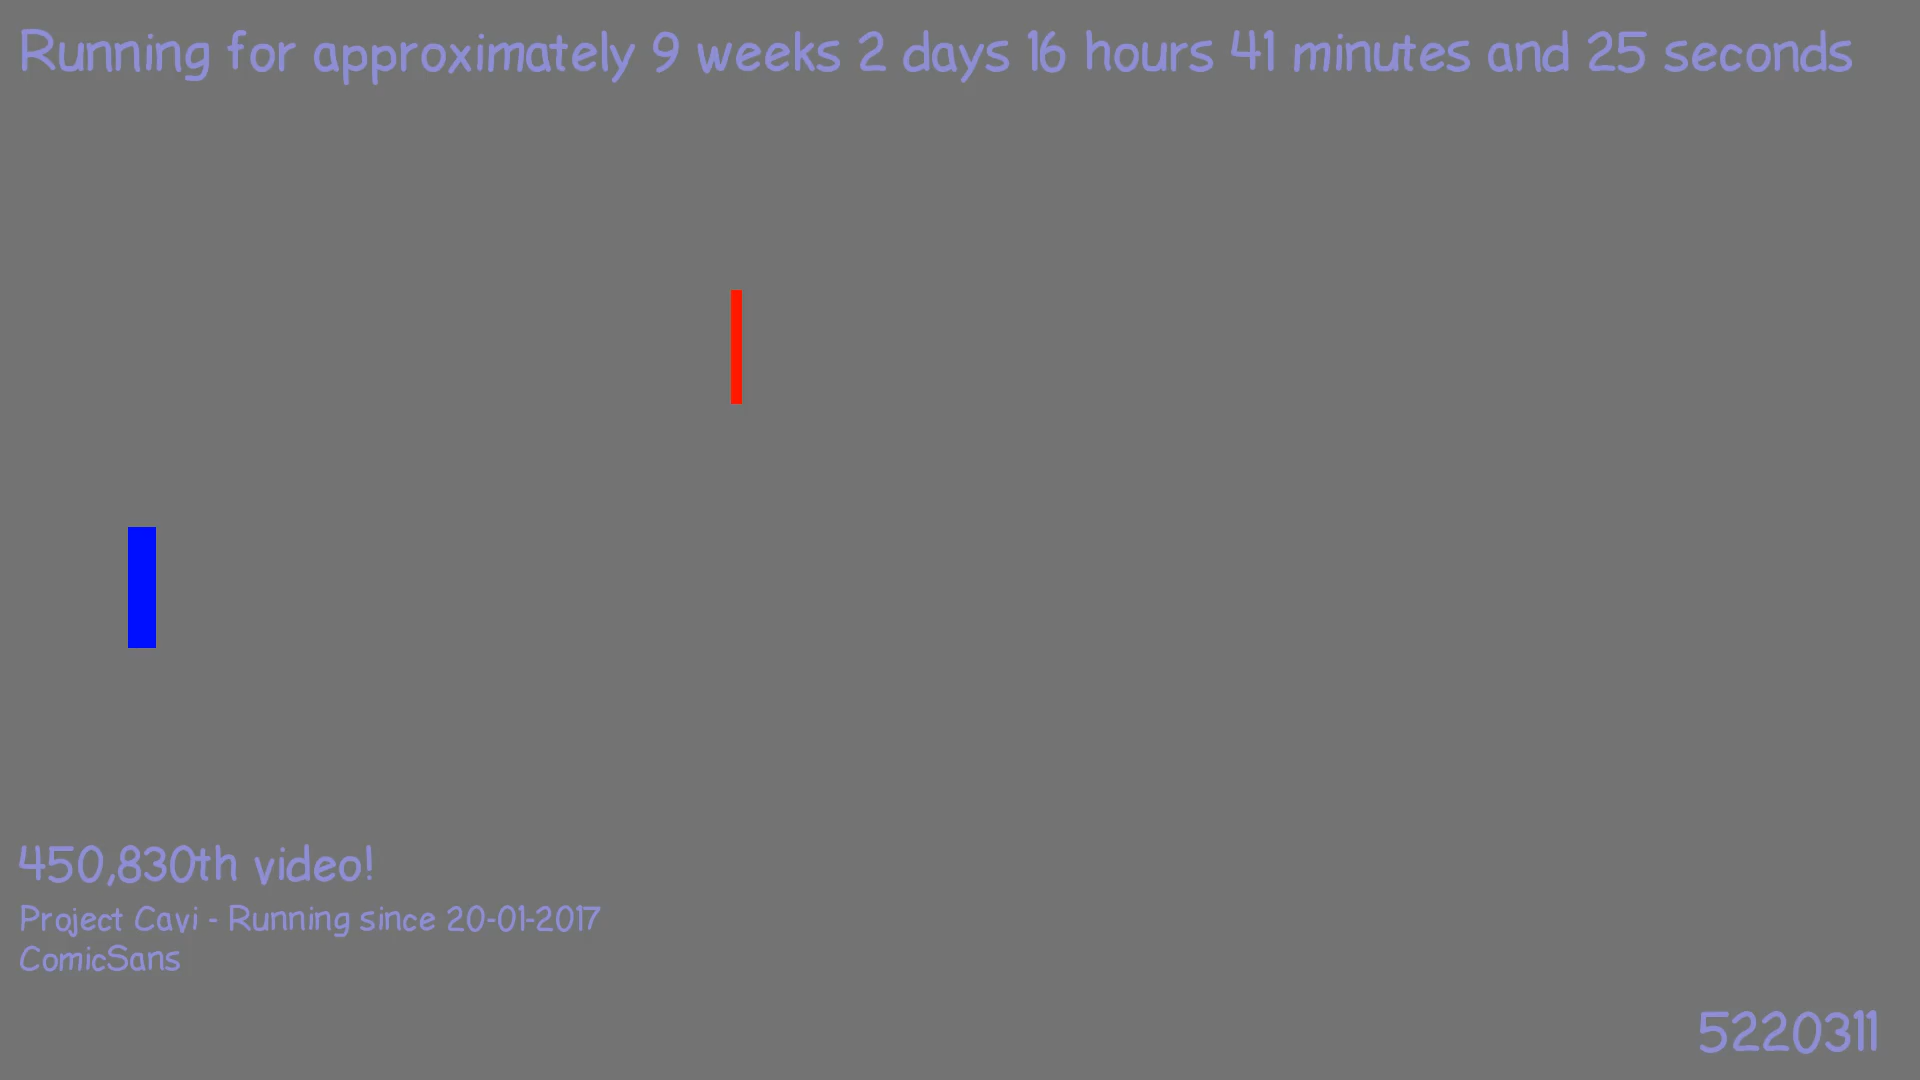 Running for approximately 9 weeks 2 days 16 hours 41 minutes and 25 seconds
450,830th video!
Project Cavi - Running since 20-01-2017
ComicSans
5220311